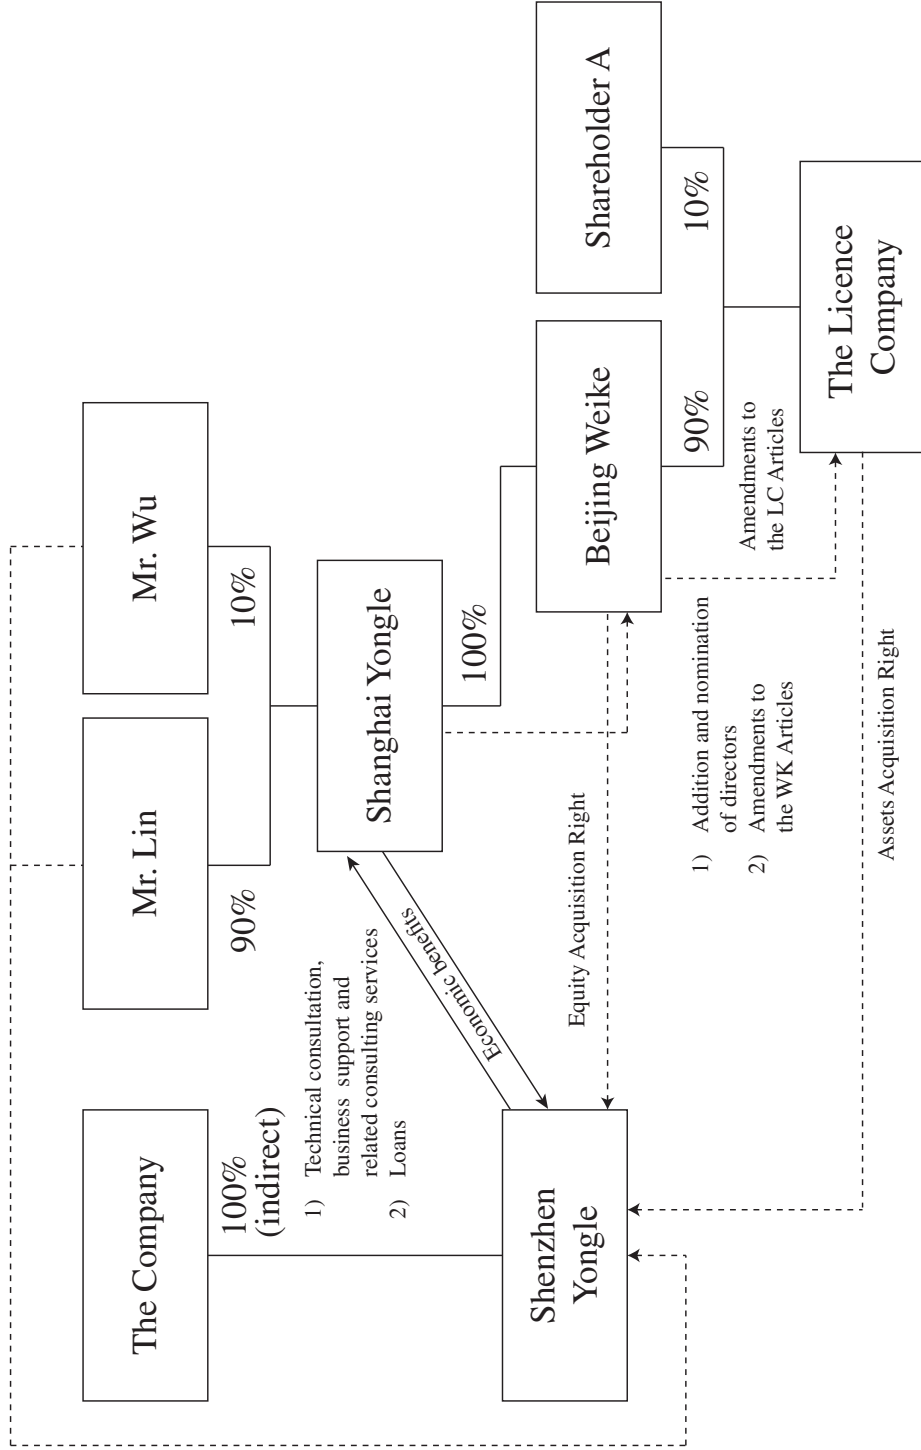 The Company
Mr. Lin
Mr. Wu
100%
(indirect)
90%
10%
1) Technical consultation,
business support and
related consulting services
2) Loans
Shanghai Yongle
Economic benefits
100%
Shenzhen
Yongle
Equity Acquisition Right
Beijing Weike
Shareholder A
90%
10%
1) Addition and nomination
of directors
2) Amendments to
the WK Articles
Amendments to
the LC Articles
The Licence
Company
Assets Acquisition Right